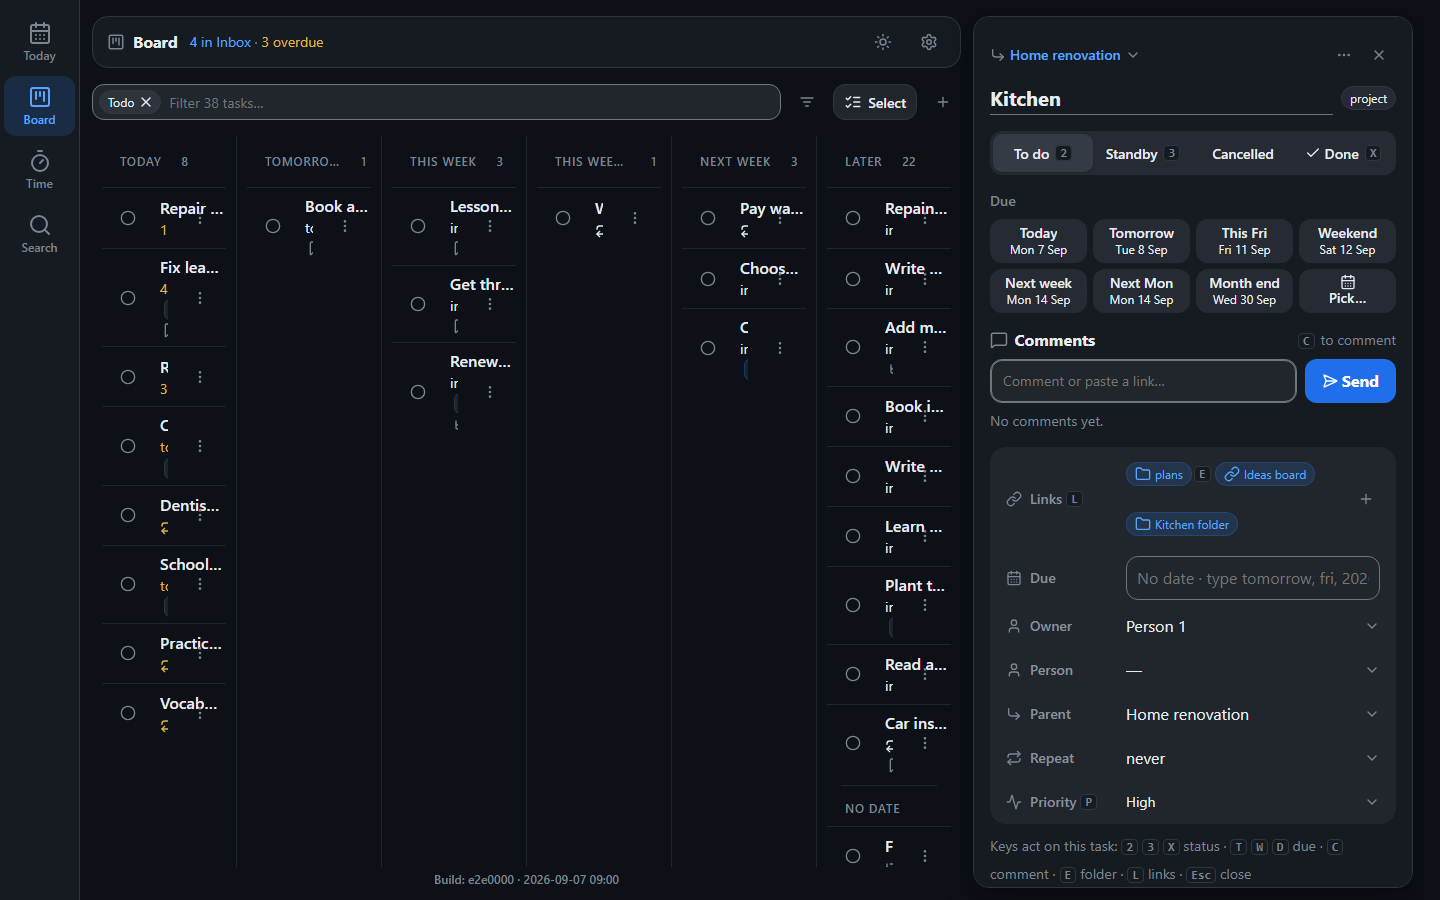 Today
Board
Time
Search
Board 4 in Inbox · 3 overdue
Todo Filter 38 tasks...
Select
TODAY 8
Repair ...
1
Fix lea...
4
R
3
C
Dentis...
School...
Practic...
Vocab...
TOMORRO... 1
Book a...
THIS WEEK 3
Lesson...
Get thr...
Renew...
THIS WEE... 1
NEXT WEEK 3
Pay wa...
Choos...
C
LATER 22
Repain...
Write ...
Add m...
Book i...
Write ...
Learn ...
Plant t...
Read a...
Car ins...
NO DATE
F
Build: e2e0000 · 2026-09-07 09:00
Home renovation
Kitchen project
To do 2 Standby 3 Cancelled Done X
Due
Today Tomorrow This Fri Weekend
Mon 7 Sep Tue 8 Sep Fri 11 Sep Sat 12 Sep
Next week Next Mon Month end Pick...
Mon 14 Sep Mon 14 Sep Wed 30 Sep
Comments C to comment
Comment or paste a link... Send
No comments yet.
Links L plans E Ideas board
Kitchen folder
Due No date · type tomorrow, fri, 202
Owner Person 1
Person —
Parent Home renovation
Repeat never
Priority P High
Keys act on this task: 2 3 X status · T W D due · C
comment · E folder · L links · Esc close